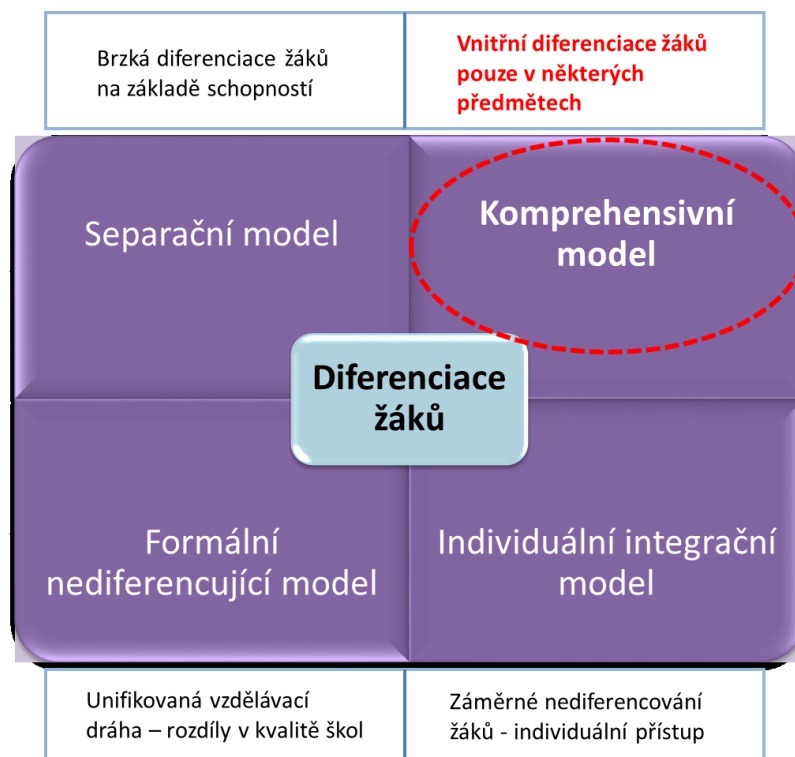 Brzká diferenciace žáků
na základě schopností
Vnitřní diferenciace žáků
pouze v některých
předmětech
Separační model
Komprehensivní
model
Diferenciace
žáků
Formální
nediferencující model
Individuální integrační
model
Unifikovaná vzdělávací
dráha – rozdíly v kvalitě škol
Záměrné nediferencování
žáků - individuální přístup